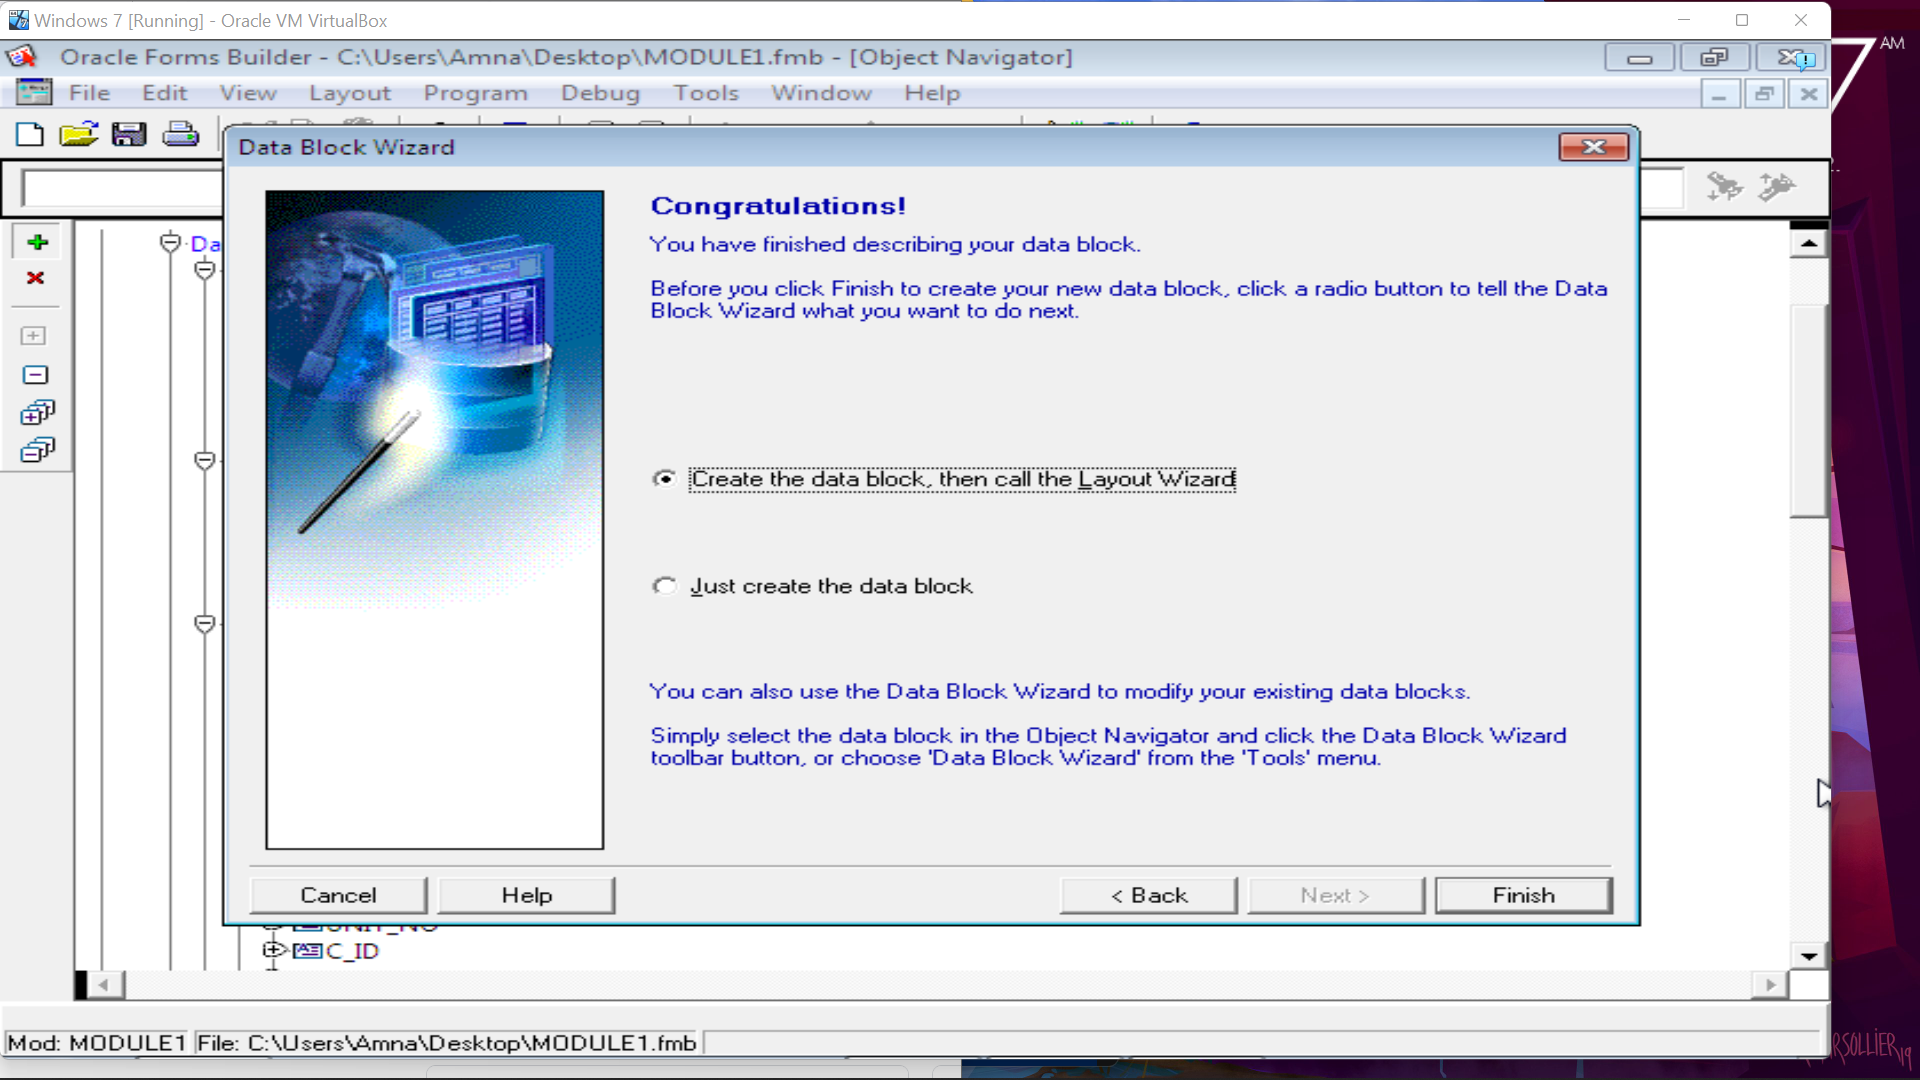 Windows 7 [Running] - Oracle VM VirtualBox
AM
Oracle Forms Builder - C:\Users\Amna\Desktop\MODULE1.fmb - [Object Navigator]
File Edit View Layout Program Debug Tools Window Help
Data Block Wizard
Da
Congratulations!
You have finished describing your data block.
Before you click Finish to create your new data block, click a radio button to tell the Data
Block Wizard what you want to do next.
Create the data block, then call the Layout Wizard
Just create the data block
You can also use the Data Block Wizard to modify your existing data blocks.
Simply select the data block in the Object Navigator and click the Data Block Wizard
toolbar button, or choose 'Data Block Wizard' from the 'Tools' menu.
Cancel Help < Back Next > Finish
UNIT_NO
C_ID
Mod: MODULE1 File: C:\Users\Amna\Desktop\MODULE1.fmb